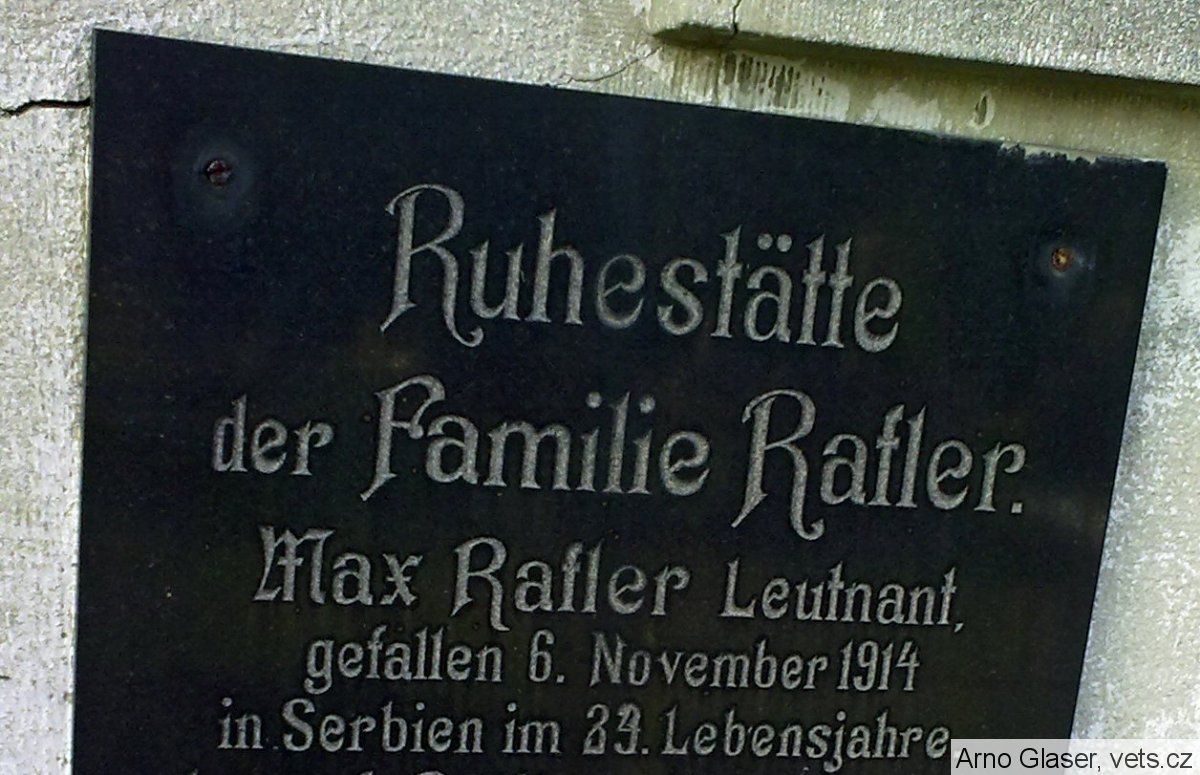 Ruhestätte
der Familie Rafler.
Max Rafler Leutnant,
gefallen 6. November 1914
in Serbien im Lebensjahre
Arno Glaser, vets.cz